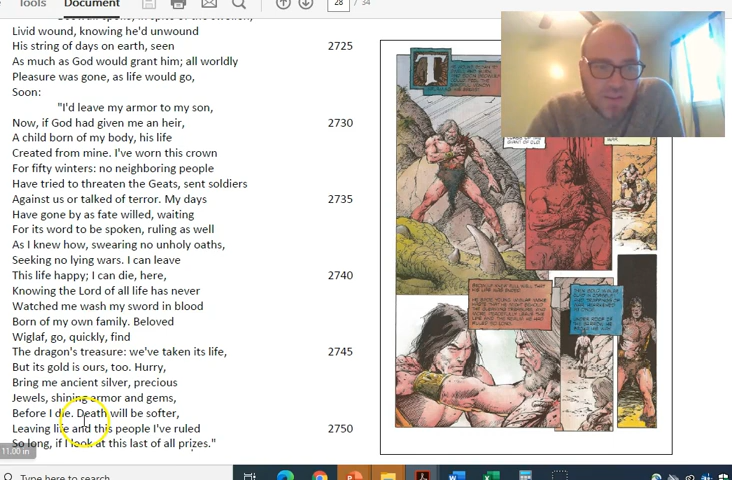 Tools
Document
28 / 34
Livid wound, knowing he'd unwound
His string of days on earth, seen 2725
As much as God would grant him; all worldly
Pleasure was gone, as life would go,
Soon:
"I'd leave my armor to my son,
Now, if God had given me an heir, 2730
A child born of my body, his life
Created from mine. I've worn this crown
For fifty winters: no neighboring people
Have tried to threaten the Geats, sent soldiers
Against us or talked of terror. My days 2735
Have gone by as fate willed, waiting
For its word to be spoken, ruling as well
As I knew how, swearing no unholy oaths,
Seeking no lying wars. I can leave
This life happy; I can die, here, 2740
Knowing the Lord of all life has never
Watched me wash my sword in blood
Born of my own family. Beloved
Wiglaf, go, quickly, find
The dragon's treasure: we've taken its life, 2745
But its gold is ours, too. Hurry,
Bring me ancient silver, precious
Jewels, shining armor and gems,
Before I die. Death will be softer,
Leaving life and this people I've ruled 2750
So long, if I look at this last of all prizes."
11.00 in
T
Type here to search